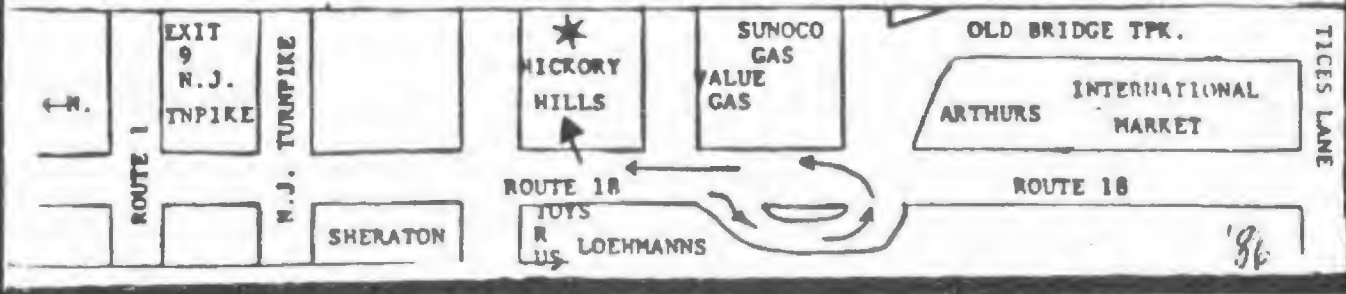 ←N.
ROUTE 1
EXIT
9
N.J.
TNPIKE
N.J. TURNPIKE
SHERATON
HICKORY
HILLS
SUNOCO
GAS
VALUE
GAS
ROUTE 18
TOYS
R
US
LOEHMANNS
OLD BRIDGE TPK.
ARTHURS
INTERNATIONAL
MARKET
ROUTE 18
TICES LANE